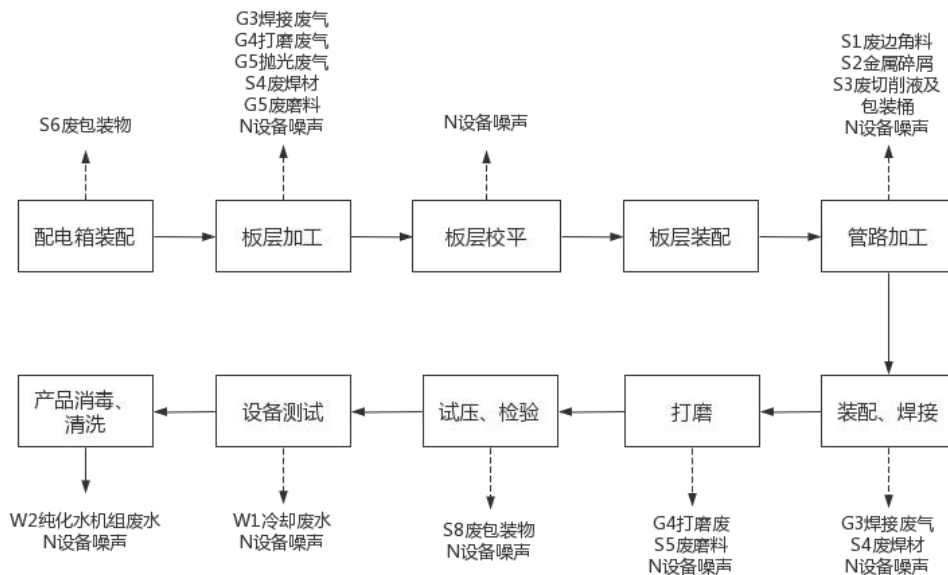 G3焊接废气
G4打磨废气
G5抛光废气
S4废焊材
G5废磨料
N设备噪声
S1废边角料
S2金属碎屑
S3废切削液及
包装桶
N设备噪声
S6废包装物
N设备噪声
配电箱装配
板层加工
板层校平
板层装配
管路加工
产品消毒、
清洗
设备测试
试压、检验
打磨
装配、焊接
W2纯化水机组废水
N设备噪声
W1冷却废水
N设备噪声
S8废包装物
N设备噪声
G4打磨废
S5废磨料
N设备噪声
G3焊接废气
S4废焊材
N设备噪声